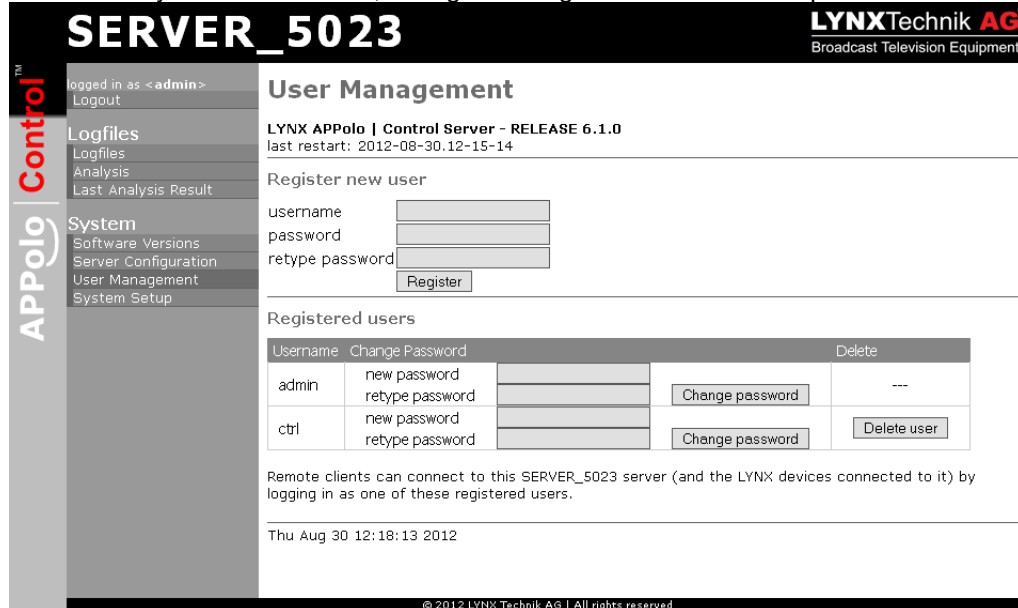 SERVER_5023
LYNXTechnik AG
Broadcast Television Equipment
APPolo | Control™
logged in as <admin>
Logout
Logfiles
Logfiles
Analysis
Last Analysis Result
System
Software Versions
Server Configuration
User Management
System Setup
User Management
LYNX APPolo | Control Server - RELEASE 6.1.0
last restart: 2012-08-30.12-15-14
Register new user
username
password
retype password
Register
Registered users
Username Change Password Delete
admin new password
retype password Change password ---
ctrl new password
retype password Change password Delete user
Remote clients can connect to this SERVER_5023 server (and the LYNX devices connected to it) by
logging in as one of these registered users.
Thu Aug 30 12:18:13 2012
© 2012 LYNX Technik AG | All rights reserved